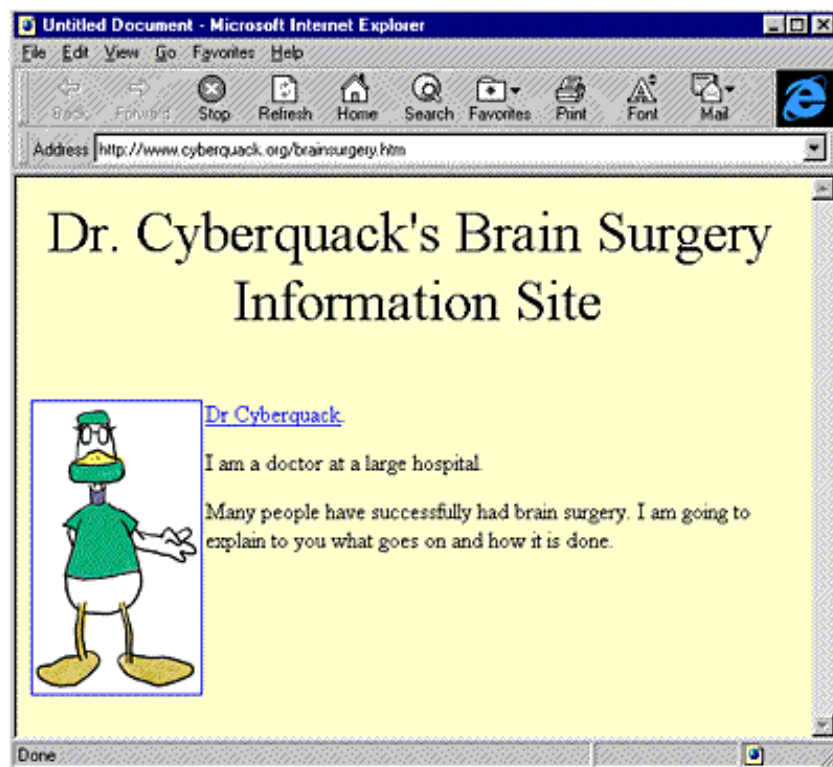 Untitled Document - Microsoft Internet Explorer
File Edit View Go Favorites Help
Back Forward Stop Refresh Home Search Favorites Print Font Mail
Address http://www.cyberquack.org/brainsurgery.htm
Dr. Cyberquack's Brain Surgery
Information Site
Dr Cyberquack.
I am a doctor at a large hospital.
Many people have successfully had brain surgery. I am going to
explain to you what goes on and how it is done.
Done